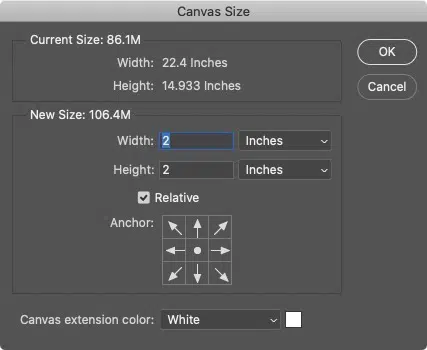 Canvas Size
Current Size: 86.1M
Width: 22.4 Inches
Height: 14.933 Inches
OK
Cancel
New Size: 106.4M
Width: 2 Inches
Height: 2 Inches
Relative
Anchor:
Canvas extension color: White